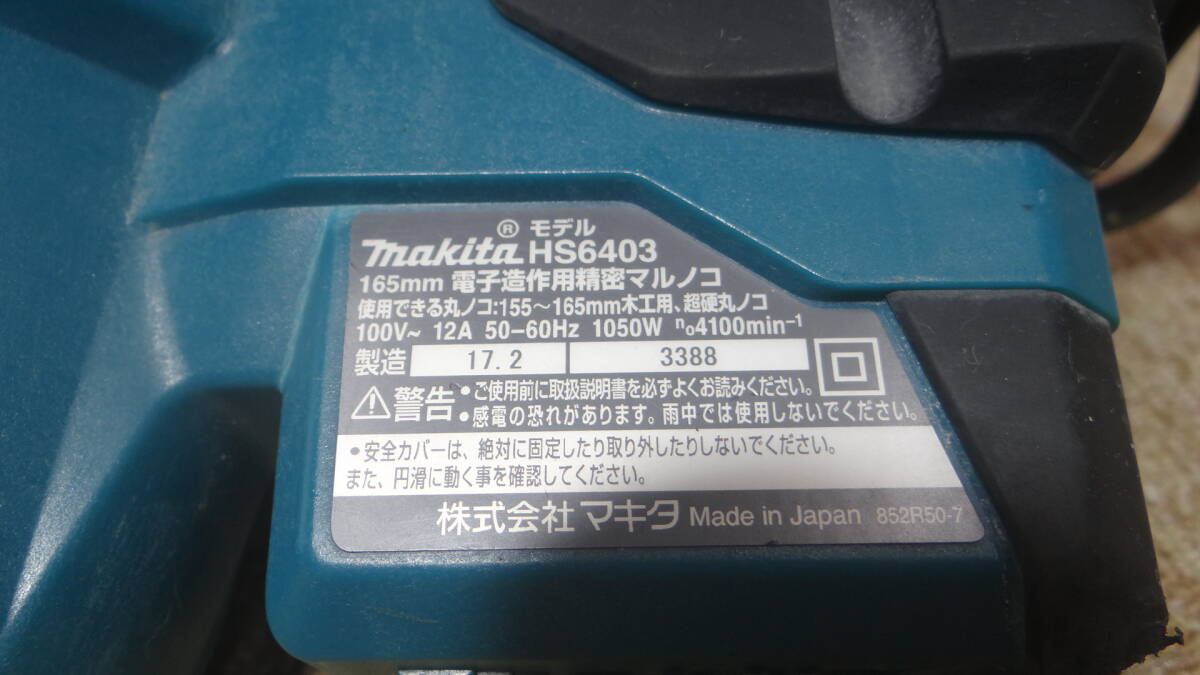 ® モデル
makita HS6403
165mm 電子造作用精密マルノコ
使用できる丸ノコ:155～165mm木工用、超硬丸ノコ
100V~ 12A 50-60Hz 1050W n₀4100min⁻¹
製造 17.2 3388
警告 •ご使用前に取扱説明書を必ずよくお読みください。
•感電の恐れがあります。雨中では使用しないでください。
•安全カバーは、絶対に固定したり取り外したりしないでください。
また、円滑に動く事を確認してください。
株式会社 マキタ Made in Japan 852R50-7